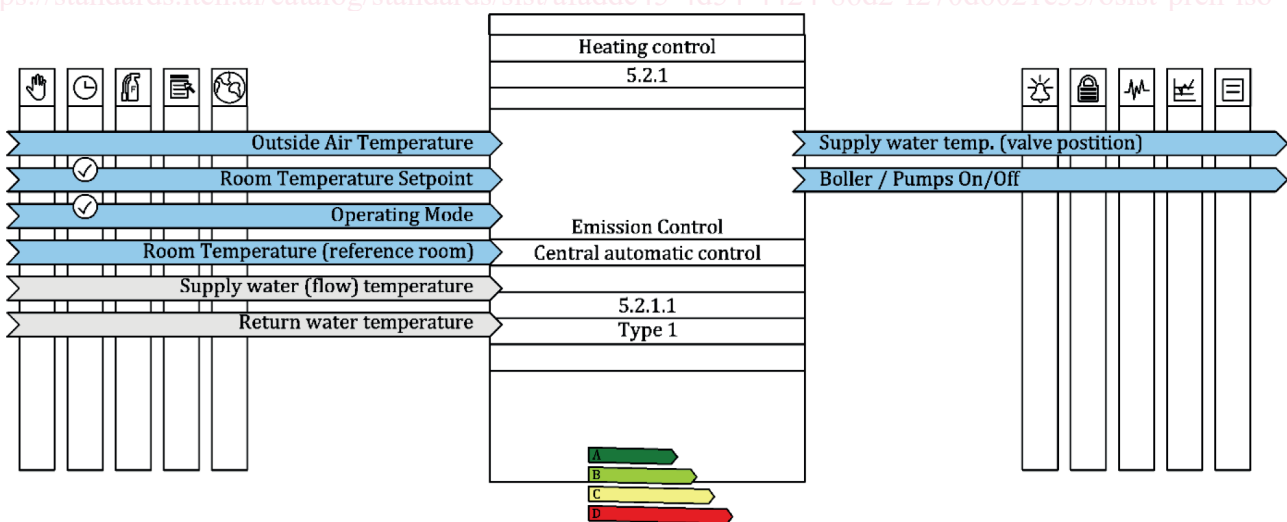 Heating control
5.2.1
F
Outside Air Temperature
Supply water temp. (valve postition)
Room Temperature Setpoint
Boller / Pumps On/Off
Operating Mode
Emission Control
Room Temperature (reference room)
Central automatic control
Supply water (flow) temperature
5.2.1.1
Return water temperature
Type 1
A
B
C
D